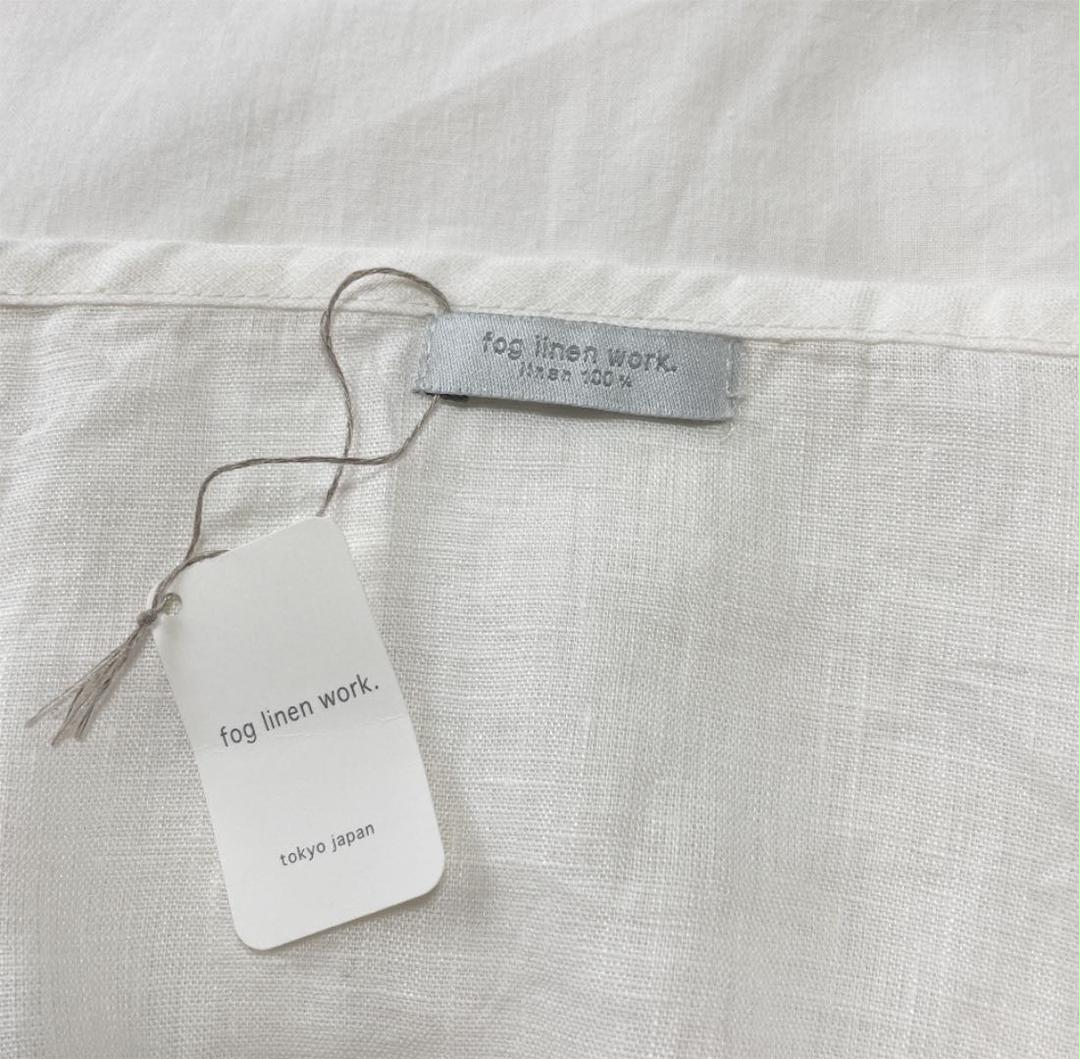 fog linen work.
linen 100%
fog linen work.
tokyo japan